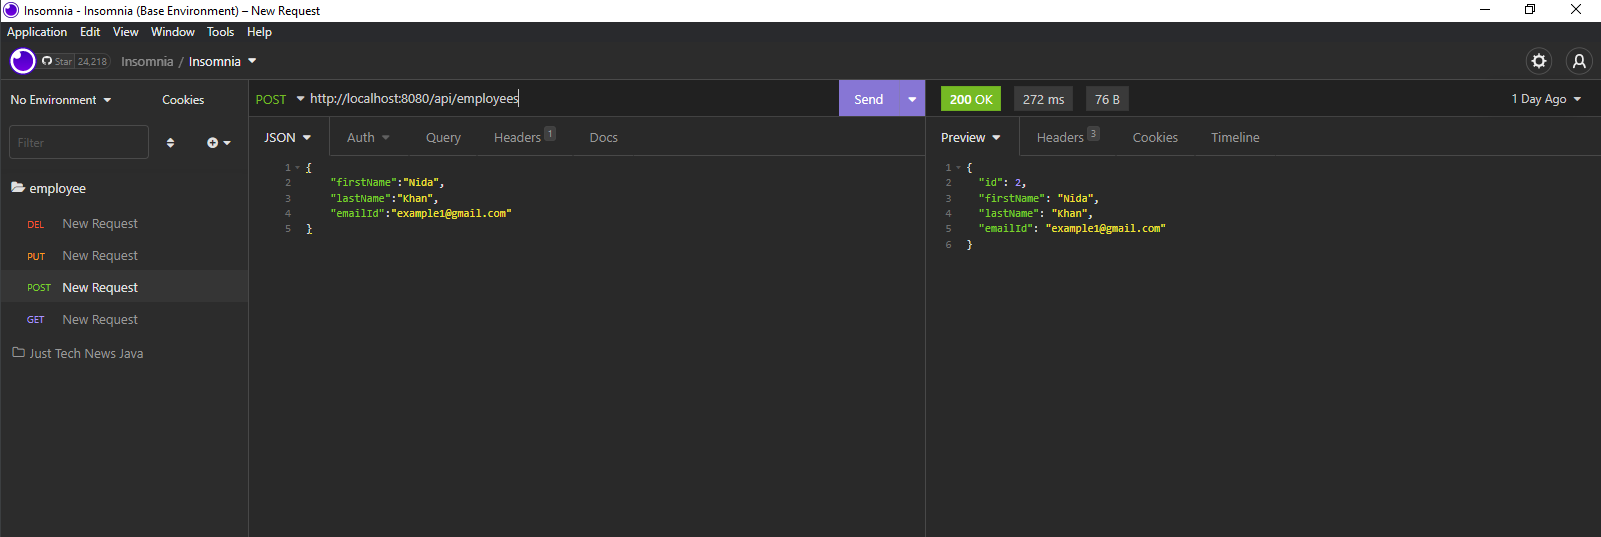 Insomnia - Insomnia (Base Environment) – New Request
Application Edit View Window Tools Help
Star 24,218 Insomnia / Insomnia
No Environment Cookies POST http://localhost:8080/api/employees Send 200 OK 272 ms 76 B 1 Day Ago
Filter JSON Auth Query Headers 1 Docs Preview Headers 3 Cookies Timeline
employee
DEL New Request
PUT New Request
POST New Request
GET New Request
Just Tech News Java
1 {
2 "firstName":"Nida",
3 "lastName":"Khan",
4 "emailId":"example1@gmail.com"
5 }
1 {
2 "id": 2,
3 "firstName": "Nida",
4 "lastName": "Khan",
5 "emailId": "example1@gmail.com"
6 }